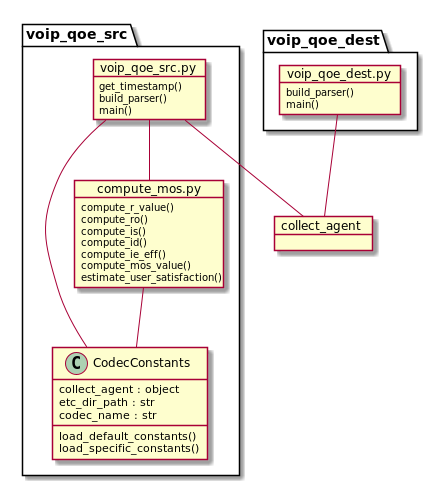 voip_qoe_src
voip_qoe_src.py
get_timestamp()
build_parser()
main()
compute_mos.py
compute_r_value()
compute_ro()
compute_is()
compute_id()
compute_ie_eff()
compute_mos_value()
estimate_user_satisfaction()
C CodecConstants
collect_agent : object
etc_dir_path : str
codec_name : str
load_default_constants()
load_specific_constants()
voip_qoe_dest
voip_qoe_dest.py
build_parser()
main()
collect_agent